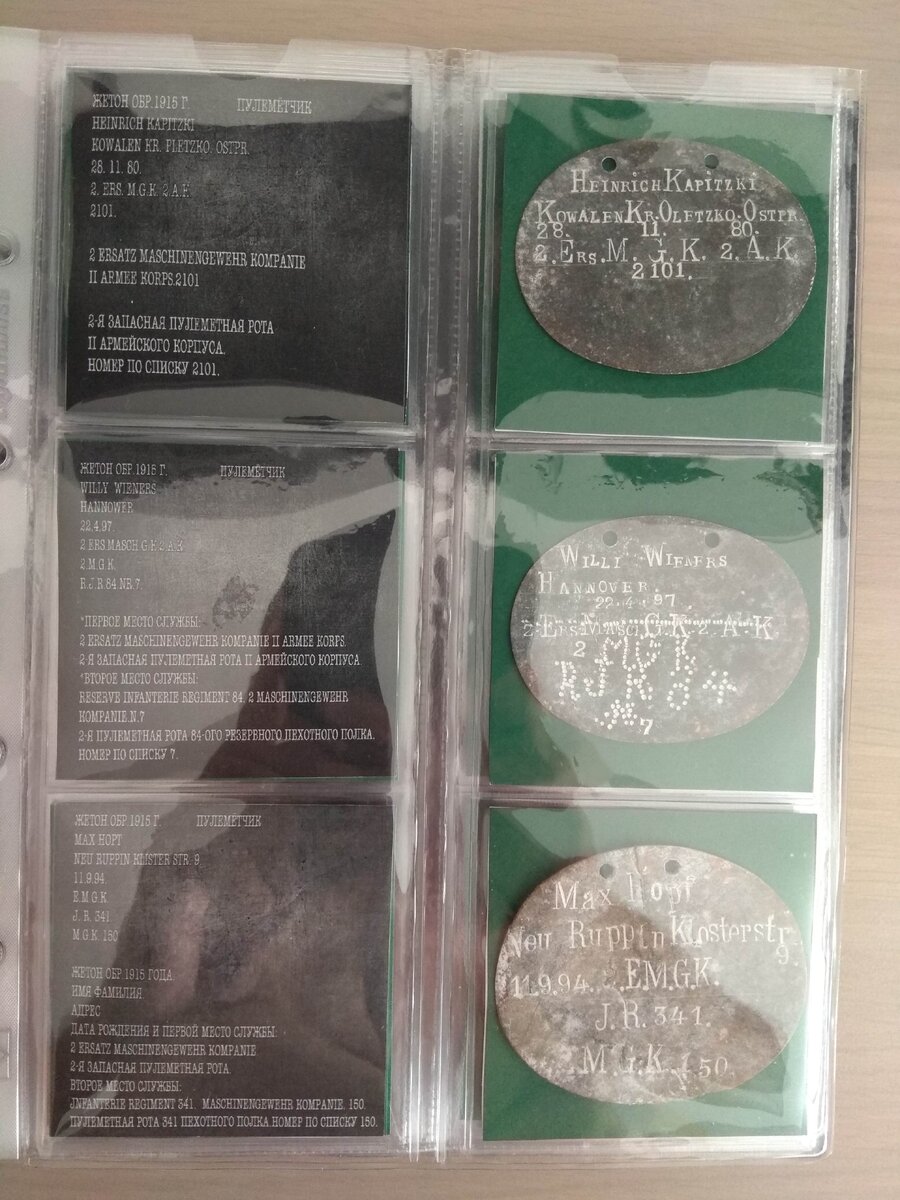 ЖЕТОН ОБР.1915 Г. ПУЛЕМЁТЧИК
HEINRICH KAPITZKI
KOWALEN KR. FLETZKO. OSTPR.
28. 11. 80.
2. ERS. M.G.K. 2 A.K.
2101.
2 ERSATZ MASCHINENGEWEHR KOMPANIE
II ARMEE KORPS.2101
2-Я ЗАПАСНАЯ ПУЛЕМЕТНАЯ РОТА
II АРМЕЙСКОГО КОРПУСА.
НОМЕР ПО СПИСКУ 2101.
HEINRICH KAPITZKI
KOWALEN KR. OLETZKO. OSTPR.
28. 11. 80.
2. ERS. M. G. K. 2. A. K
2101.
ЖЕТОН ОБР.1915 Г. ПУЛЕМЁТЧИК
WILLY WIENERS
HANNOWER
22.4.97.
2 ERS.MASCH G.K 2 A.K
2.M.G.K.
R.J.R.84 NR.7.
*ПЕРВОЕ МЕСТО СЛУЖБЫ:
2 ERSATZ MASCHINENGEWEHR KOMPANIE II ARMEE KORPS.
2-Я ЗАПАСНАЯ ПУЛЕМЕТНАЯ РОТА II АРМЕЙСКОГО КОРПУСА.
*ВТОРОЕ МЕСТО СЛУЖБЫ:
RESERVE INFANTERIE REGIMENT 84. 2 MASCHINENGEWEHR
KOMPANIE.N.7
2-Я ПУЛЕМЕТНАЯ РОТА 84-ОГО РЕЗЕРВНОГО ПЕХОТНОГО ПОЛКА.
НОМЕР ПО СПИСКУ 7.
WILLI WIENERS
HANNOVER.
22. 4. 97.
2. ERS. MASCH. G. K. 2. A. K.
2 M G K
R J R 84
7
ЖЕТОН ОБР 1915 Г. ПУЛЕМЁТЧИК
MAX HOPT
NEU RUPPIN KLISTER STR. 9
11.9.94.
E.M.G.K
J. R. 341
M.G.K. 150
ЖЕТОН ОБР.1915 ГОДА.
ИМЯ ФАМИЛИЯ.
АДРЕС
ДАТА РОЖДЕНИЯ И ПЕРВОЙ МЕСТО СЛУЖБЫ:
2 ERSATZ MASCHINENGEWEHR KOMPANIE
2-Я ЗАПАСНАЯ ПУЛЕМЕТНАЯ РОТА
ВТОРОЕ МЕСТО СЛУЖБЫ:
JNFANTERIE REGIMENT 341. MASCHINENGEWEHR KOMPANIE. 150.
ПУЛЕМЕТНАЯ РОТА 341 ПЕХОТНОГО ПОЛКА НОМЕР ПО СПИСКУ 150.
Max Hopf
Neu Ruppin Klosterstr.
9.
11.9.94. 2.E.M.G.K.
J. R. 341.
M. G. K. 150